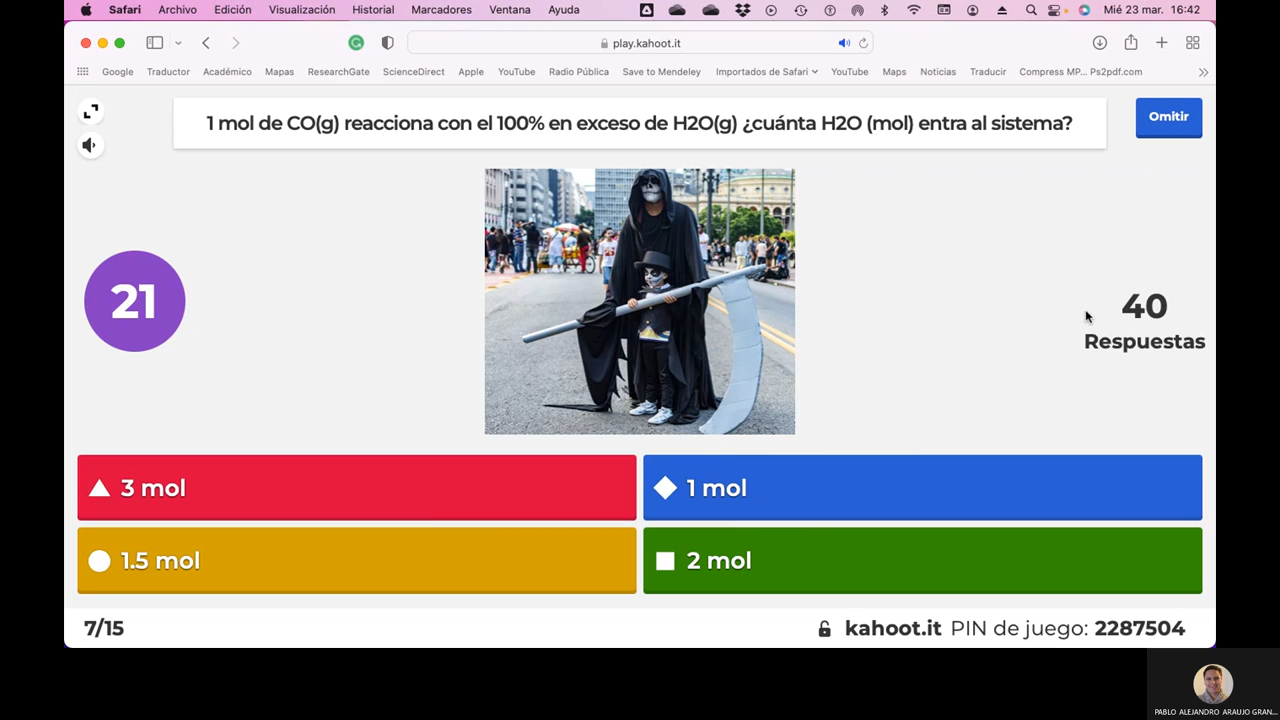 Safari Archivo Edición Visualización Historial Marcadores Ventana Ayuda Mié 23 mar. 16:42
play.kahoot.it
Google Traductor Académico Mapas ResearchGate ScienceDirect Apple YouTube Radio Pública Save to Mendeley Importados de Safari YouTube Maps Noticias Traducir Compress MP... Ps2pdf.com
1 mol de CO(g) reacciona con el 100% en exceso de H2O(g) ¿cuánta H2O (mol) entra al sistema?
Omitir
21
40
Respuestas
3 mol
1 mol
1.5 mol
2 mol
7/15
kahoot.it PIN de juego: 2287504
PABLO ALEJANDRO ARAUJO GRAN...